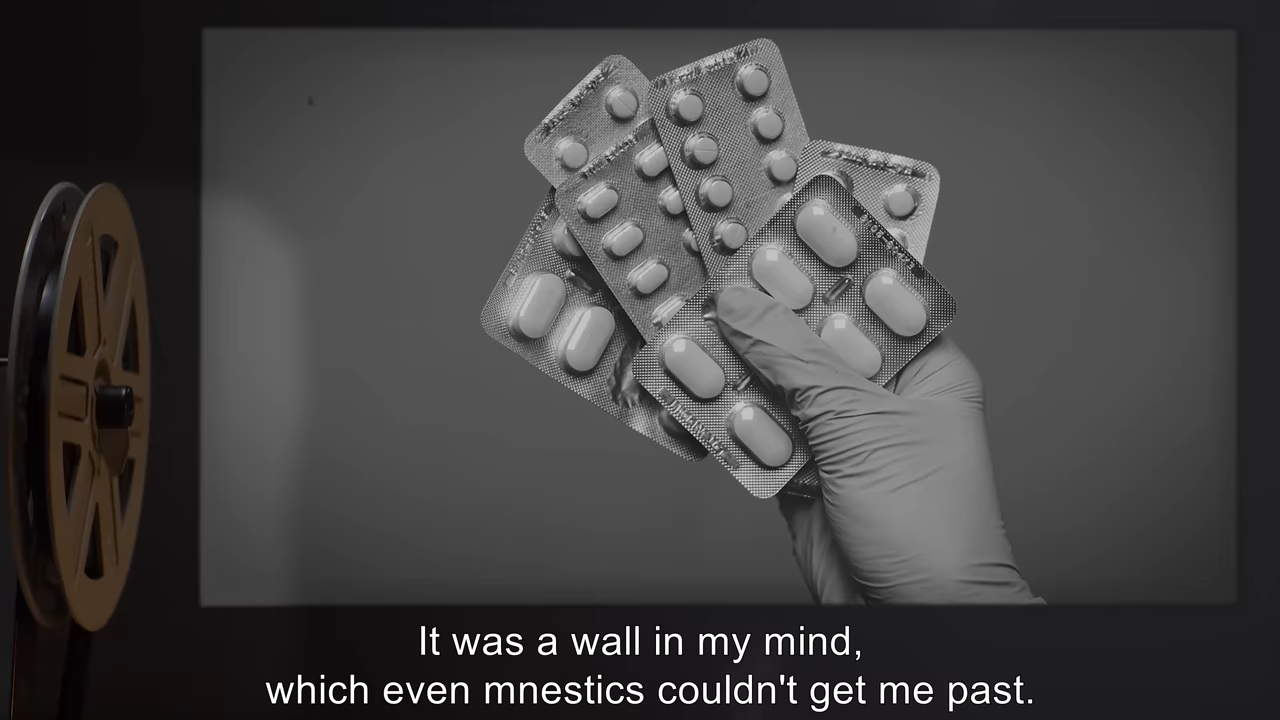 It was a wall in my mind,
which even mnestics couldn't get me past.